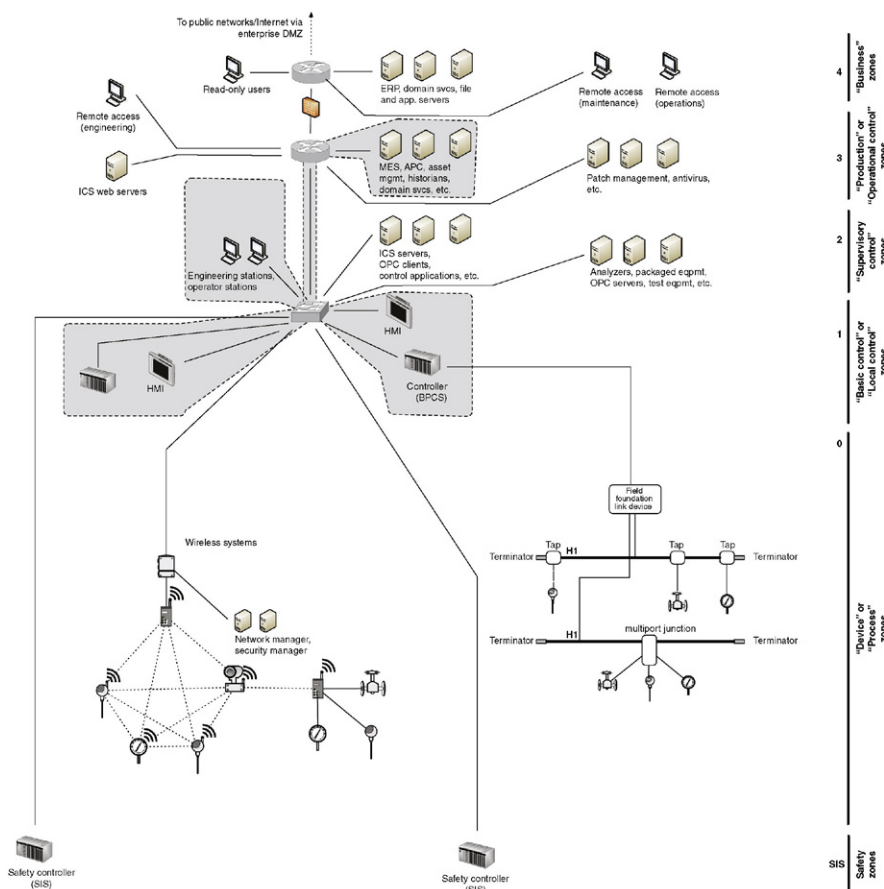 To public networks/Internet via
enterprise DMZ
Read-only users
ERP, domain svcs, file
and app. servers
Remote access
(maintenance)
Remote access
(operations)
4
"Business"
zones
Remote access
(engineering)
ICS web servers
MES, APC, asset
mgmt, historians,
domain svcs, etc.
Patch management, antivirus,
etc.
3
"Production" or
"Operational control"
zones
Engineering stations,
operator stations
ICS servers,
OPC clients,
control applications, etc.
Analyzers, packaged eqpmt,
OPC servers, test eqpmt, etc.
2
"Supervisory
control"
zones
HMI
HMI
Controller
(BPCS)
1
"Basic control" or
"Local control"
zones
0
Field
foundation
link device
Wireless systems
Terminator
H1
Tap
Tap
Tap
Terminator
Network manager,
security manager
Terminator
H1
multiport junction
Terminator
"Device" or
"Process"
zones
Safety controller
(SIS)
Safety controller
(SIS)
SIS
Safety
zones